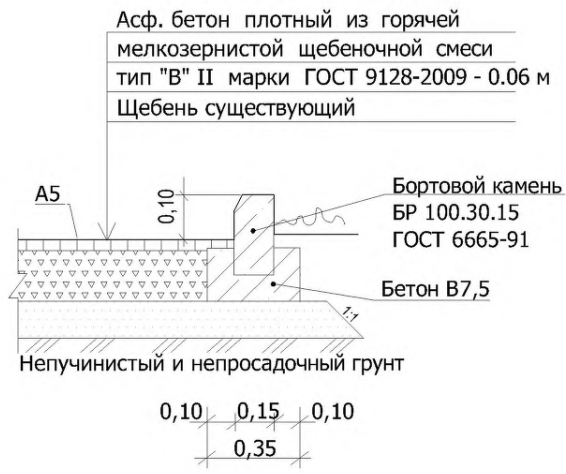 Асф. бетон плотный из горячей
мелкозернистой щебеночной смеси
тип "В" II марки ГОСТ 9128-2009 - 0.06 м
Щебень существующий
А5
0,10
Бортовой камень
БР 100.30.15
ГОСТ 6665-91
Бетон В7,5
1:1
Непучинистый и непросадочный грунт
0,10 0,15 0,10
0,35